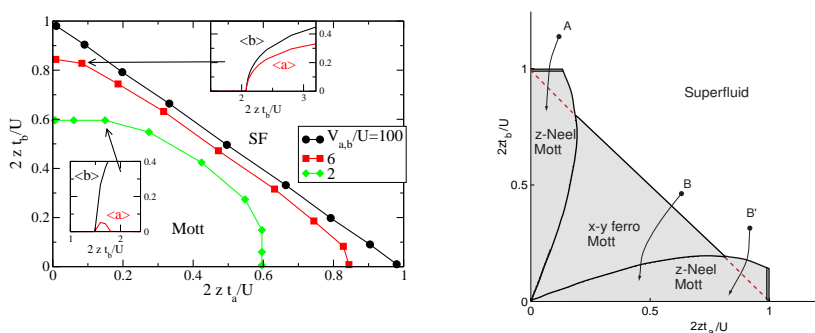 1
0.8
0.6
0.4
0.2
0
2 z t_b/U
0
0.2
0.4
0.6
0.8
1
2 z t_a/U
<b>
<a>
0.4
0.2
0
2
3
2 z t_b/U
SF
V_{a,b}/U=100
6
2
<b>
<a>
0.4
0.2
0
1
2
2 z t_b/U
Mott
A
1
Superfluid
z-Neel
Mott
2zt_b/U
0.5
B
B'
x-y ferro
Mott
z-Neel
Mott
0
0
0.5
1
2zt_a/U